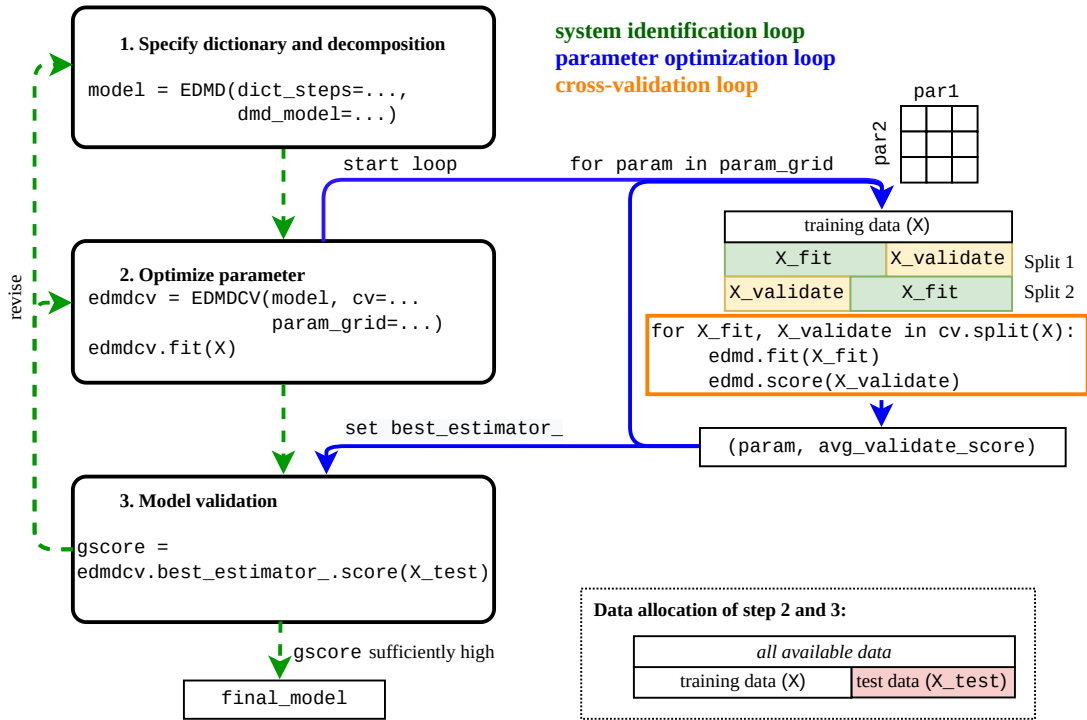 1. Specify dictionary and decomposition
model = EDMD(dict_steps=...,
dmd_model=...)
system identification loop
parameter optimization loop
cross-validation loop
par1
par2
start loop
for param in param_grid
training data (X)
X_fit
X_validate
Split 1
X_validate
X_fit
Split 2
for X_fit, X_validate in cv.split(X):
edmd.fit(X_fit)
edmd.score(X_validate)
(param, avg_validate_score)
revise
2. Optimize parameter
edmdcv = EDMDCV(model, cv=...
param_grid=...)
edmdcv.fit(X)
set best_estimator_
3. Model validation
gscore =
edmdcv.best_estimator_.score(X_test)
gscore sufficiently high
final_model
Data allocation of step 2 and 3:
all available data
training data (X)
test data (X_test)